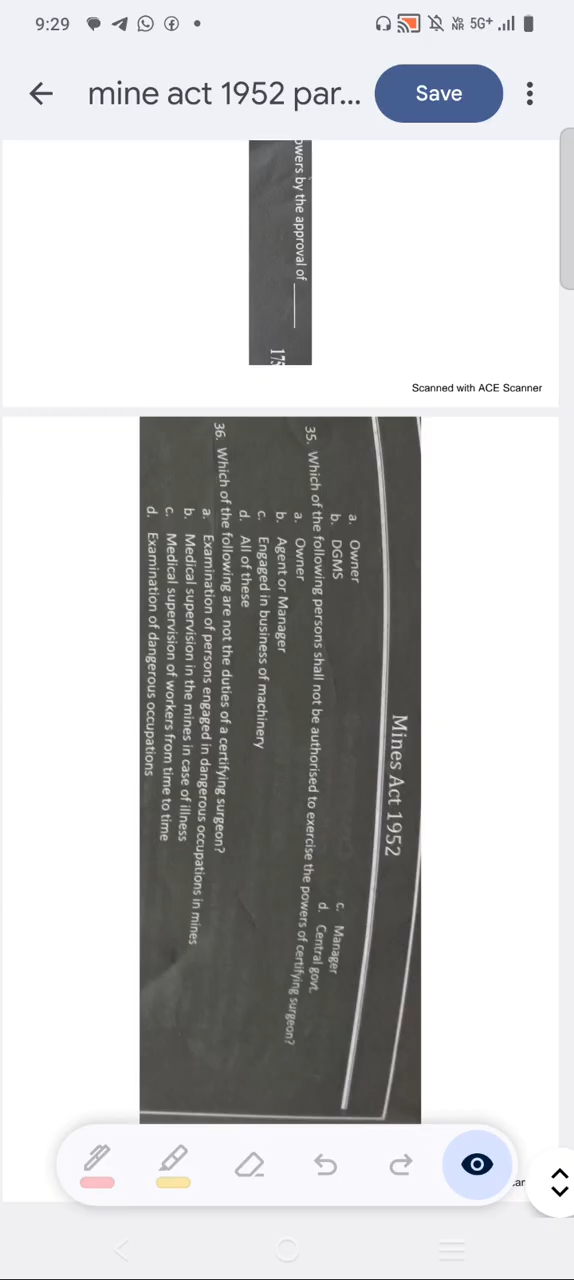 9:29
Vo NR 5G+
mine act 1952 par...
Save
owers by the approval of ______
175
Scanned with ACE Scanner
Mines Act 1952
a. Owner
b. DGMS
c. Manager
d. Central govt.
35. Which of the following persons shall not be authorised to exercise the powers of certifying surgeon?
a. Owner
b. Agent or Manager
c. Engaged in business of machinery
d. All of these
36. Which of the following are not the duties of a certifying surgeon?
a. Examination of persons engaged in dangerous occupations in mines
b. Medical supervision in the mines in case of illness
c. Medical supervision of workers from time to time
d. Examination of dangerous occupations